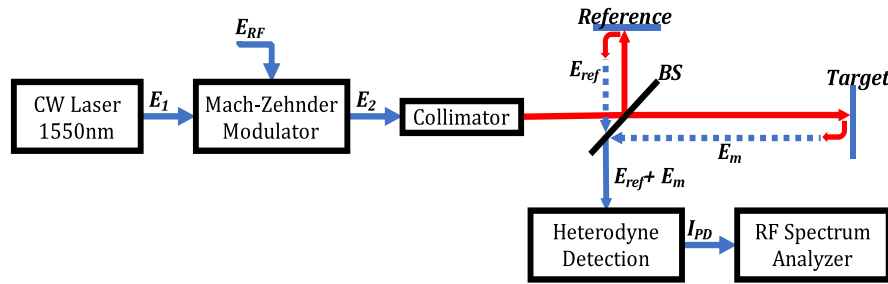 Reference
E_RF
BS
E_ref
Target
CW Laser
1550nm
E_1
Mach-Zehnder
Modulator
E_2
Collimator
E_m
E_ref + E_m
Heterodyne
Detection
I_PD
RF Spectrum
Analyzer